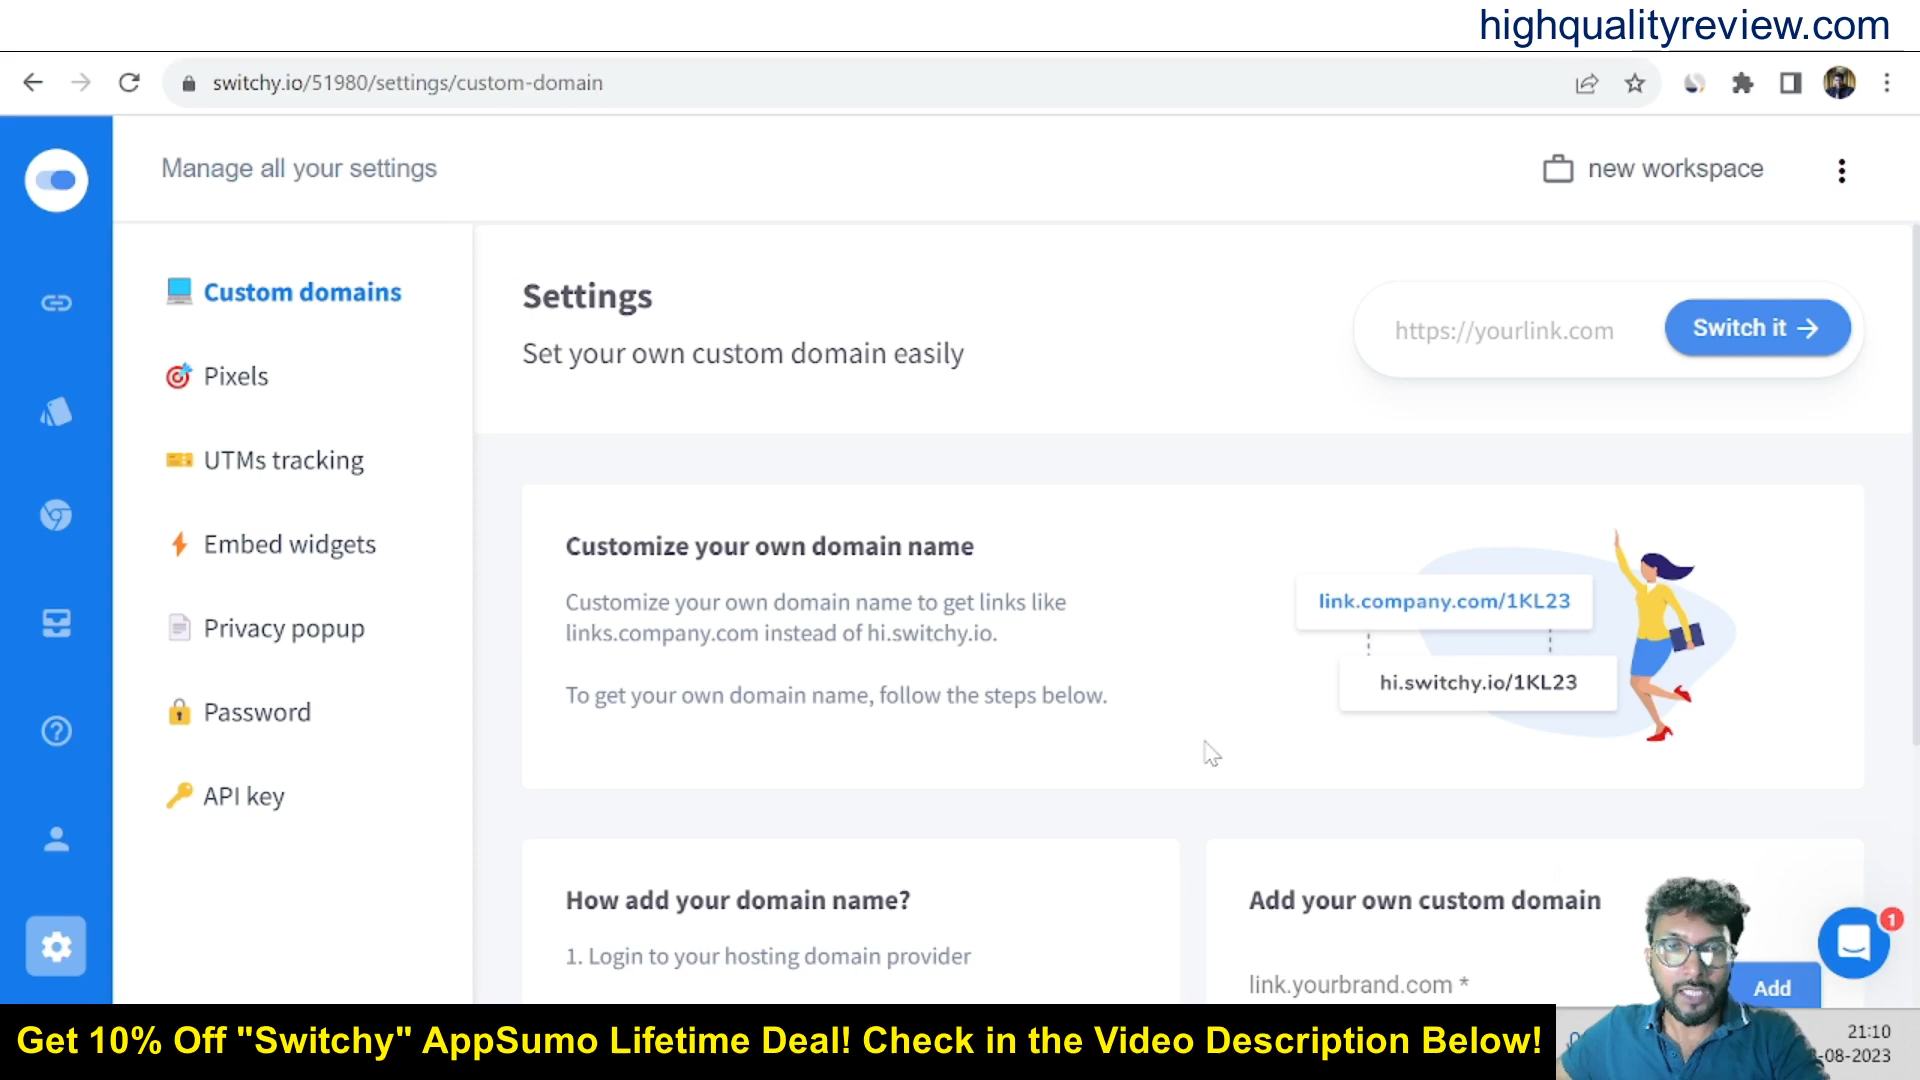 highqualityreview.com
switchy.io/51980/settings/custom-domain
Manage all your settings
new workspace
Custom domains
Pixels
UTMs tracking
Embed widgets
Privacy popup
Password
API key
Settings
Set your own custom domain easily
https://yourlink.com
Switch it →
Customize your own domain name
Customize your own domain name to get links like
links.company.com instead of hi.switchy.io.
To get your own domain name, follow the steps below.
link.company.com/1KL23
hi.switchy.io/1KL23
How add your domain name?
1. Login to your hosting domain provider
Add your own custom domain
link.yourbrand.com *
Add
1
Get 10% Off "Switchy" AppSumo Lifetime Deal! Check in the Video Description Below!
21:10
-08-2023